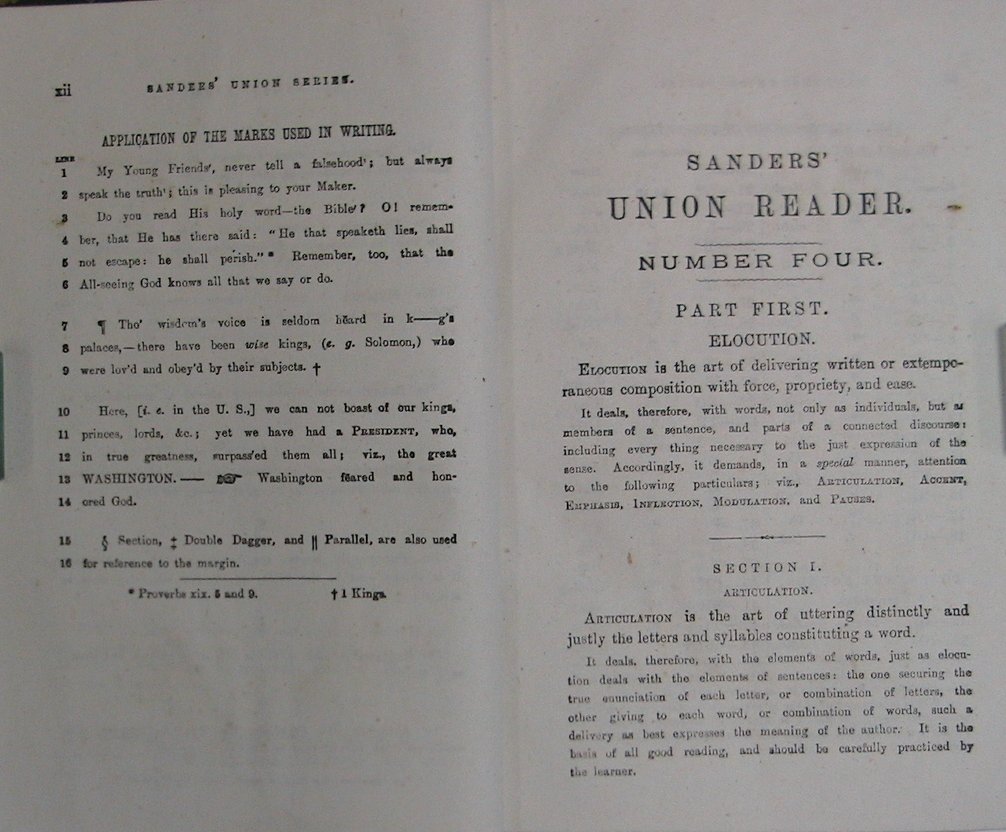 xii SANDERS' UNION SERIES.
APPLICATION OF THE MARKS USED IN WRITING.
LINE
1 My Young Friends', never tell a falsehood'; but always
2 speak the truth'; this is pleasing to your Maker.
3 Do you read His holy word—the Bible'? O! remem-
4 ber, that He has there said: "He that speaketh lies, shall
5 not escape: he shall perish."* Remember, too, that the
6 All-seeing God knows all that we say or do.
7 ¶ Tho' wisdom's voice is seldom hĕard in k——g's
8 palaces,—there have been wise kings, (e. g. Solomon,) who
9 were lov'd and obey'd by their subjects. †
10 Here, [i. e. in the U. S.,] we can not boast of our kings,
11 princes, lords, &c.; yet we have had a PRESIDENT, who,
12 in true greatness, surpass'ed them all; viz., the great
13 WASHINGTON.— ☞ Washington fēared and hon-
14 ored God.
15 § Section, ‡ Double Dagger, and ‖ Parallel, are also used
16 for reference to the margin.
* Proverbs xix. 5 and 9. † 1 Kings.
SANDERS'
UNION READER.
NUMBER FOUR.
PART FIRST.
ELOCUTION.
ELOCUTION is the art of delivering written or extempo-
raneous composition with force, propriety, and ease.
It deals, therefore, with words, not only as individuals, but as
members of a sentence, and parts of a connected discourse:
including every thing necessary to the just expression of the
sense. Accordingly, it demands, in a special manner, attention
to the following particulars; viz., ARTICULATION, ACCENT,
EMPHASIS, INFLECTION, MODULATION, and PAUSES.
SECTION I.
ARTICULATION.
ARTICULATION is the art of uttering distinctly and
justly the letters and syllables constituting a word.
It deals, therefore, with the elements of words, just as elocu-
tion deals with the elements of sentences: the one securing the
true enunciation of each letter, or combination of letters, the
other giving to each word, or combination of words, such a
delivery as best expresses the meaning of the author. It is the
basis of all good reading, and should be carefully practiced by
the learner.